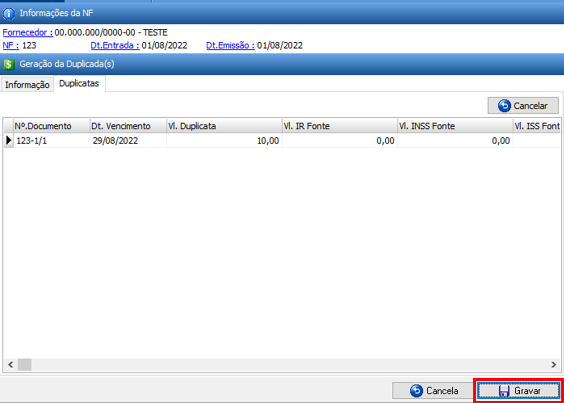 Informações da NF
Fornecedor : 00.000.000/0000-00 - TESTE
NF : 123 Dt.Entrada : 01/08/2022 Dt.Emissão : 01/08/2022
Geração da Duplicada(s)
Informação Duplicatas
Cancelar
Nº.Documento Dt. Vencimento Vl. Duplicata Vl. IR Fonte Vl. INSS Fonte Vl. ISS Font
123-1/1 29/08/2022 10,00 0,00 0,00
Cancela Gravar